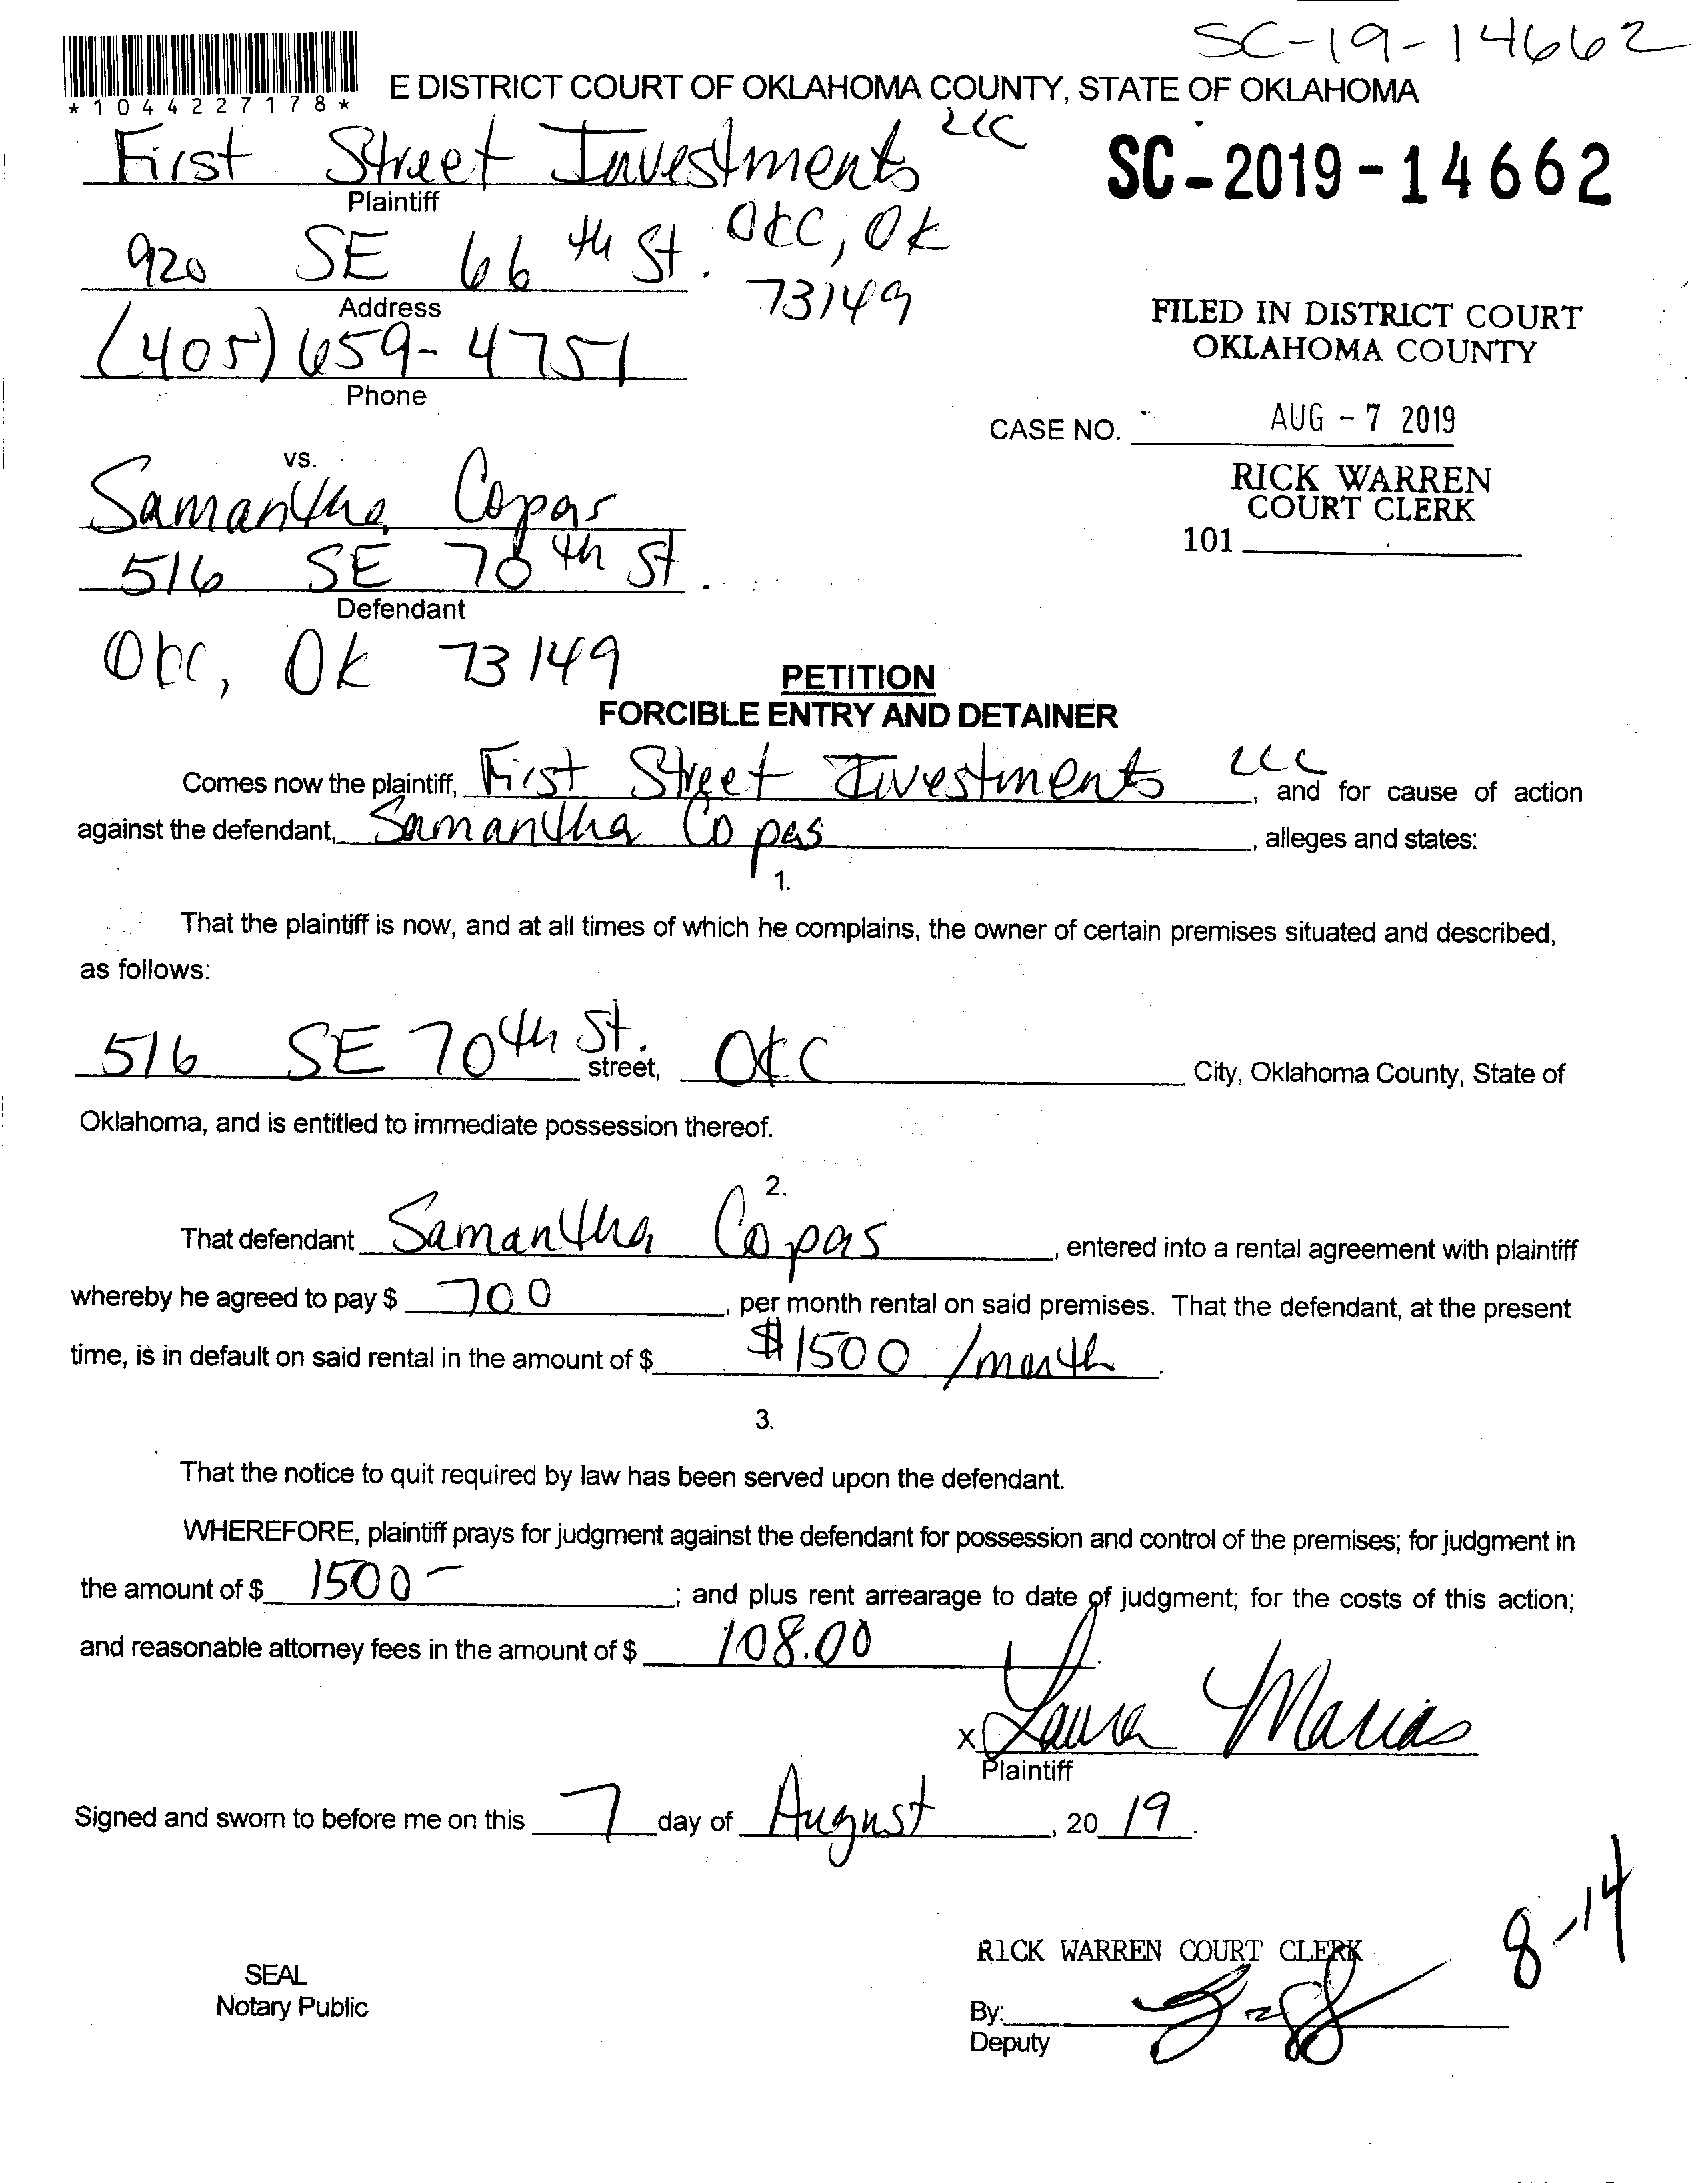 SC-19-14662
*1044227178*
E DISTRICT COURT OF OKLAHOMA COUNTY, STATE OF OKLAHOMA
First Street Investments LLC
SC-2019-14662
Plaintiff
920 SE 66th St. OKC, OK
73149
Address
(405) 659-4751
Phone
FILED IN DISTRICT COURT
OKLAHOMA COUNTY
CASE NO.
AUG -7 2019
vs.
RICK WARREN
COURT CLERK
101
Samantha Copas
516 SE 70th St.
Defendant
OKC, OK 73149
PETITION
FORCIBLE ENTRY AND DETAINER
Comes now the plaintiff, First Street Investments LLC, and for cause of action
against the defendant, Samantha Copas, alleges and states:
1.
That the plaintiff is now, and at all times of which he complains, the owner of certain premises situated and described,
as follows:
516 SE 70th St. street, OKC City, Oklahoma County, State of
Oklahoma, and is entitled to immediate possession thereof.
2.
That defendant Samantha Copas, entered into a rental agreement with plaintiff
whereby he agreed to pay $ 700, per month rental on said premises. That the defendant, at the present
time, is in default on said rental in the amount of $ $1500 /month.
3.
That the notice to quit required by law has been served upon the defendant.
WHEREFORE, plaintiff prays for judgment against the defendant for possession and control of the premises; for judgment in
the amount of $ 1500-; and plus rent arrearage to date of judgment; for the costs of this action;
and reasonable attorney fees in the amount of $ 108.00
x Laura Macias
Plaintiff
Signed and sworn to before me on this 7 day of August, 20 19.
8-14
RICK WARREN COURT CLERK
SEAL
Notary Public
By:
Deputy